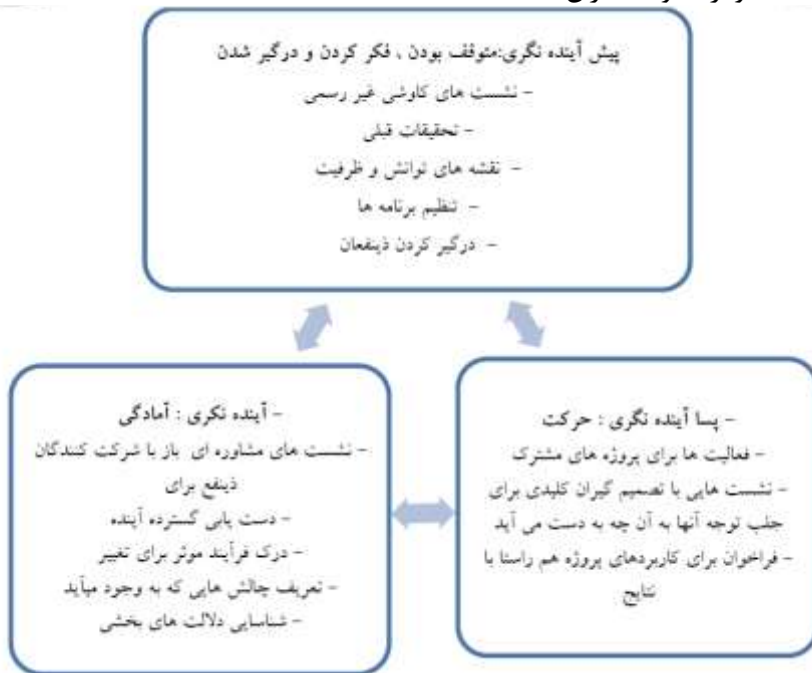 پیش آینده نگری:متوقف بودن ، فکر کردن و درگیر شدن
- نشست های کاوشی غیر رسمی
- تحقیقات قبلی
- نقشه های توانش و ظرفیت
- تنظیم برنامه ها
- درگیر کردن ذینفعان
- پسا آینده نگری : حرکت
- فعالیت ها برای پروژه های مشترک
- نشست هایی با تصمیم گیران کلیدی برای
جلب توجه آنها به آن چه به دست می آید
- فراخوان برای کاربردهای پروژه هم راستا با
نتایج
- آینده نگری : آمادگی
- نشست های مشاوره ای باز با شرکت کنندگان
ذینفع برای
- دست یابی گسترده آینده
- درک فرآیند موثر برای تغییر
- تعریف چالش هایی که به وجود میآید
- شناسایی دلالت های بخشی